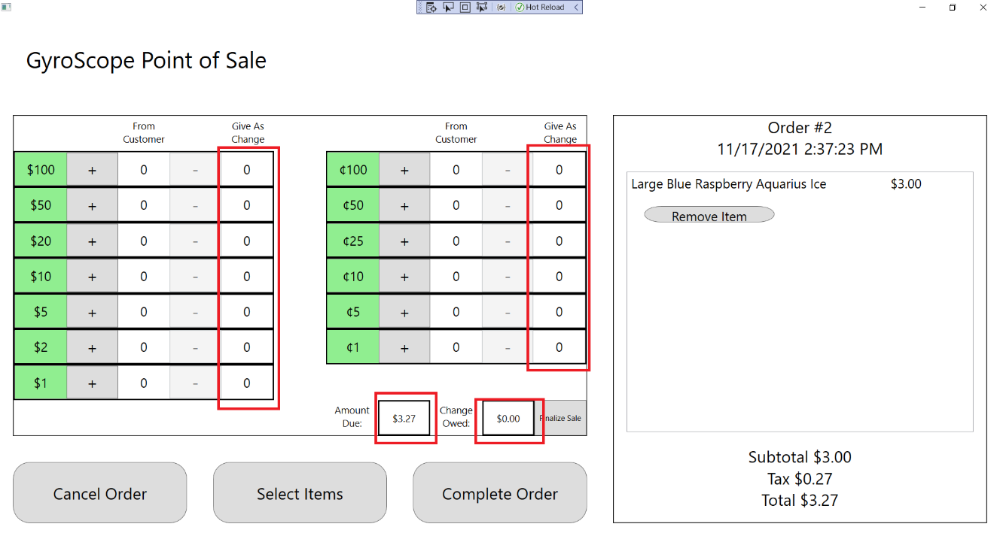 Hot Reload
GyroScope Point of Sale
From Customer
Give As Change
$100 + 0 - 0
$50 + 0 - 0
$20 + 0 - 0
$10 + 0 - 0
$5 + 0 - 0
$2 + 0 - 0
$1 + 0 - 0
From Customer
Give As Change
¢100 + 0 - 0
¢50 + 0 - 0
¢25 + 0 - 0
¢10 + 0 - 0
¢5 + 0 - 0
¢1 + 0 - 0
Amount Due:
$3.27
Change Owed:
$0.00
Finalize Sale
Cancel Order
Select Items
Complete Order
Order #2
11/17/2021 2:37:23 PM
Large Blue Raspberry Aquarius Ice $3.00
Remove Item
Subtotal $3.00
Tax $0.27
Total $3.27